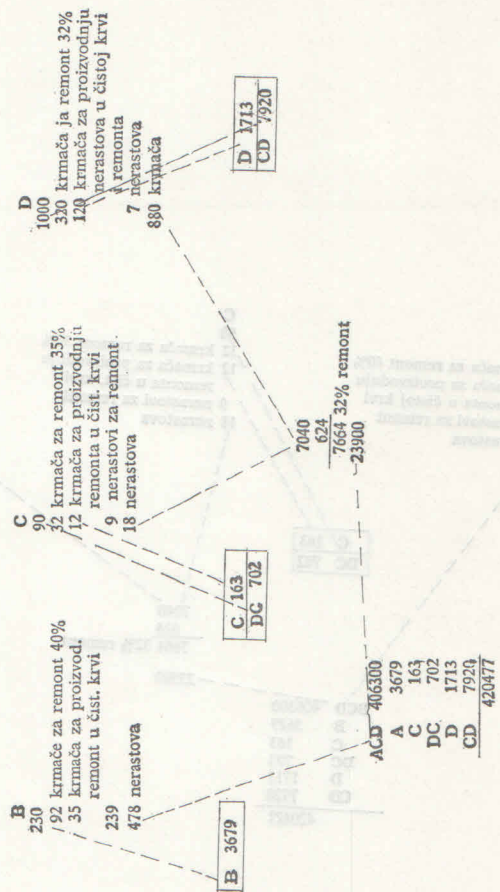 B
230
92 krmače za remont 40%
35 krmača za proizvod.
remont u čist. krvi
239
478 nerastova
B 3679
C
90
32 krmača za remont 35%
12 krmača za proizvodnju
remonta u čist. krvi
9 nerastovi za remont
18 nerastova
C 163
DC 702
D
1000
320 krmača ja remont 32%
120 krmača za proizvodnju
nerastova u čistoj krvi
remonta
7 nerastova
880 krmača
D 1713
CD 7920
7040
624
7664 32% remont
23900
ACD 406300
A 3679
C 163
DC 702
D 1713
CD 7920
420477